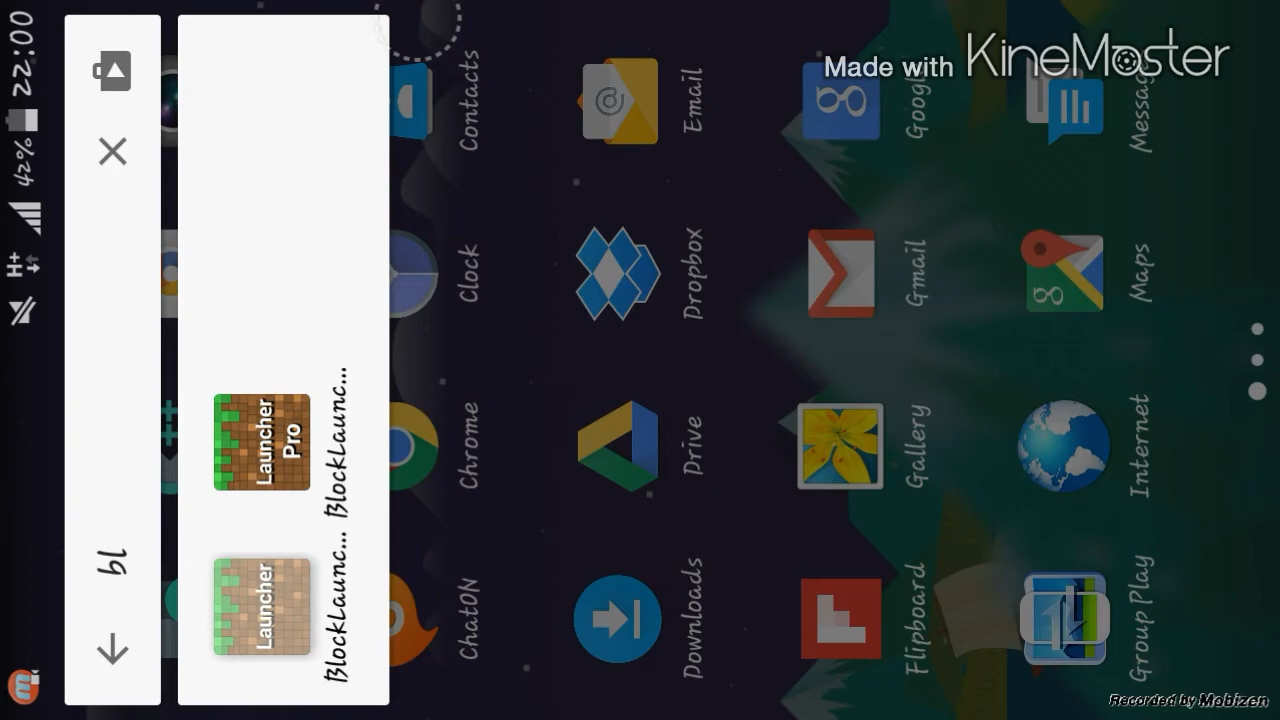 22:00
42%
H+
bl
Launcher
Launcher
Pro
BlockLaunc...
BlockLaunc...
Contacts
Clock
Chrome
ChatON
Email
Dropbox
Drive
Downloads
Google
Gmail
Gallery
Flipboard
Maps
Internet
Group Play
Made with KineMaster
Recorded by Mobizen